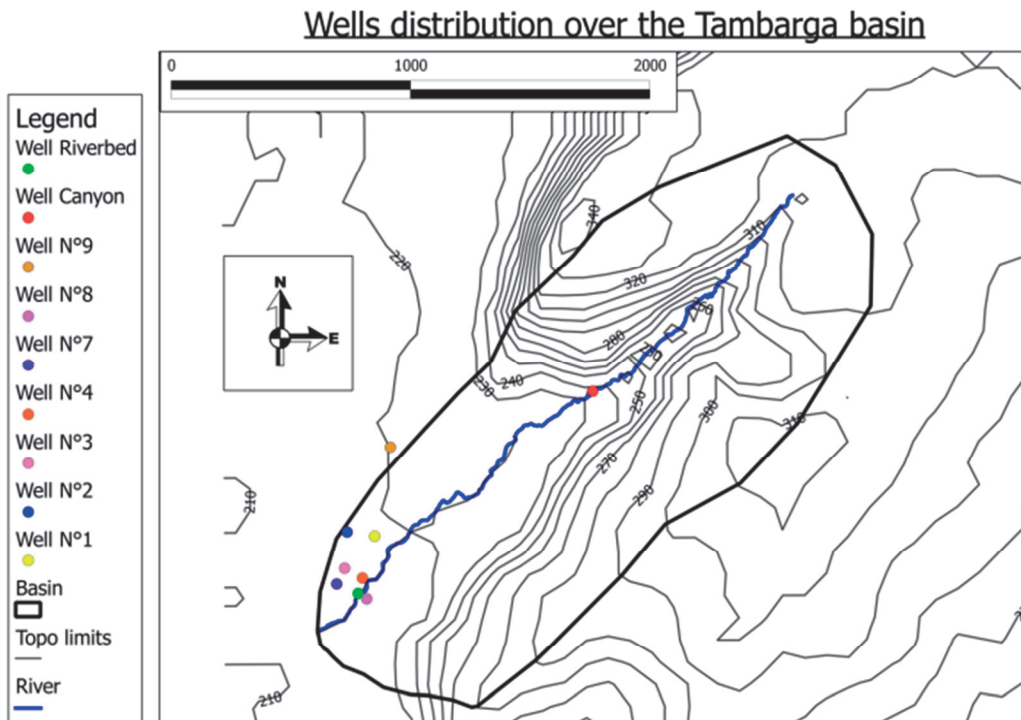 Wells distribution over the Tambarga basin
0 1000 2000
Legend
Well Riverbed
Well Canyon
Well N°9
Well N°8
Well N°7
Well N°4
Well N°3
Well N°2
Well N°1
Basin
Topo limits
River
N
E
340
310
220
320
260
280
230
240
250
300
310
270
290
210
210